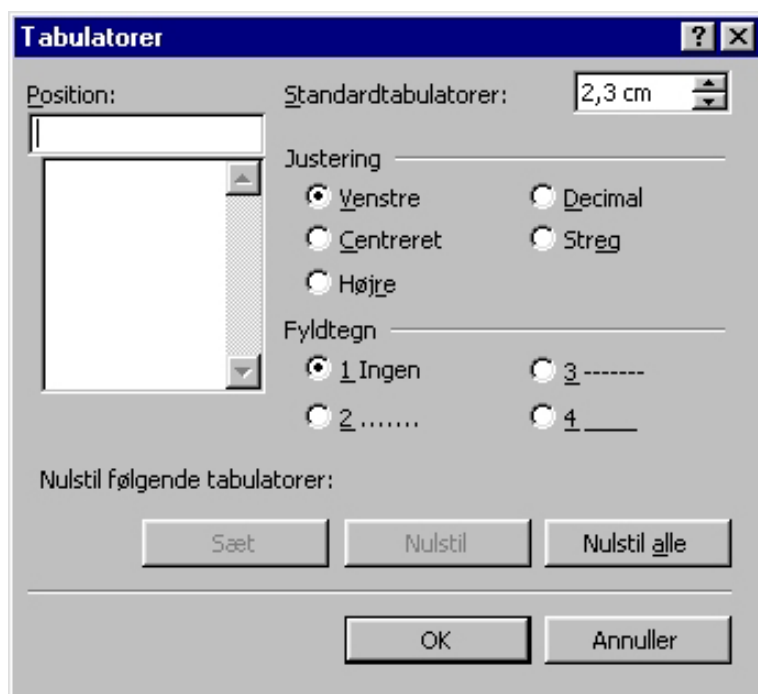 Tabulatorer
Position:
Standardtabulatorer: 2,3 cm
Justering
Venstre Decimal
Centreret Streg
Højre
Fyldtegn
1 Ingen 3 -------
2 ....... 4 ____
Nulstil følgende tabulatorer:
Sæt Nulstil Nulstil alle
OK Annuller